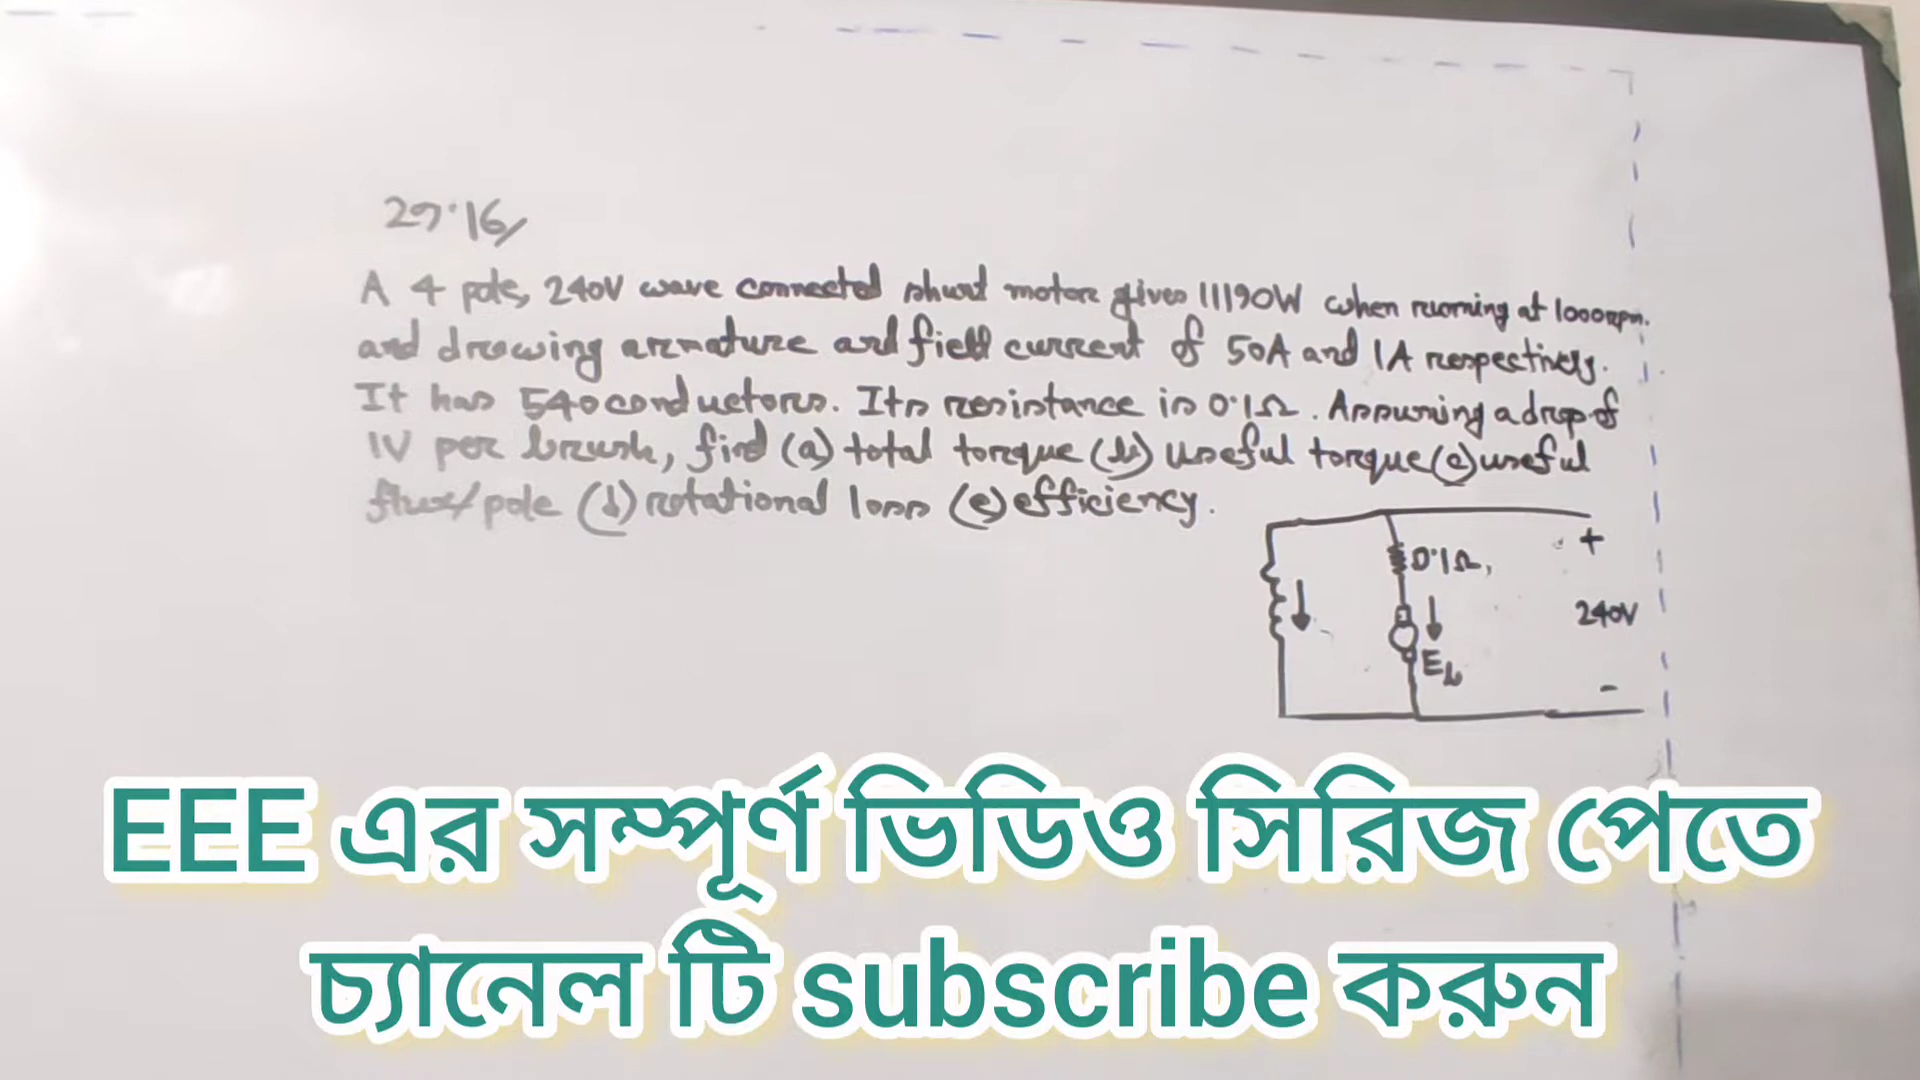 29.16/
A 4 pole, 240V wave connected shunt motor gives 11190W when running at 1000rpm.
and drawing armature and field current of 50A and 1A respectively.
It has 540 conductors. Its resistance is 0.1Ω. Assuming a drop of
1V per brush, find (a) total torque (b) useful torque (c) useful
flux/pole (d) rotational loss (e) efficiency.
0.1Ω,
+
240V
Eb
-
EEE এর সম্পূর্ণ ভিডিও সিরিজ পেতে
চ্যানেল টি subscribe করুন